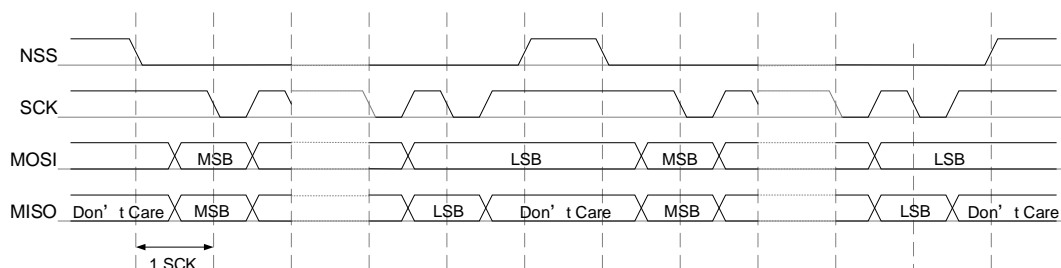 NSS
SCK
MOSI MSB LSB MSB LSB
MISO Don’t Care MSB LSB Don’t Care MSB LSB Don’t Care
1 SCK